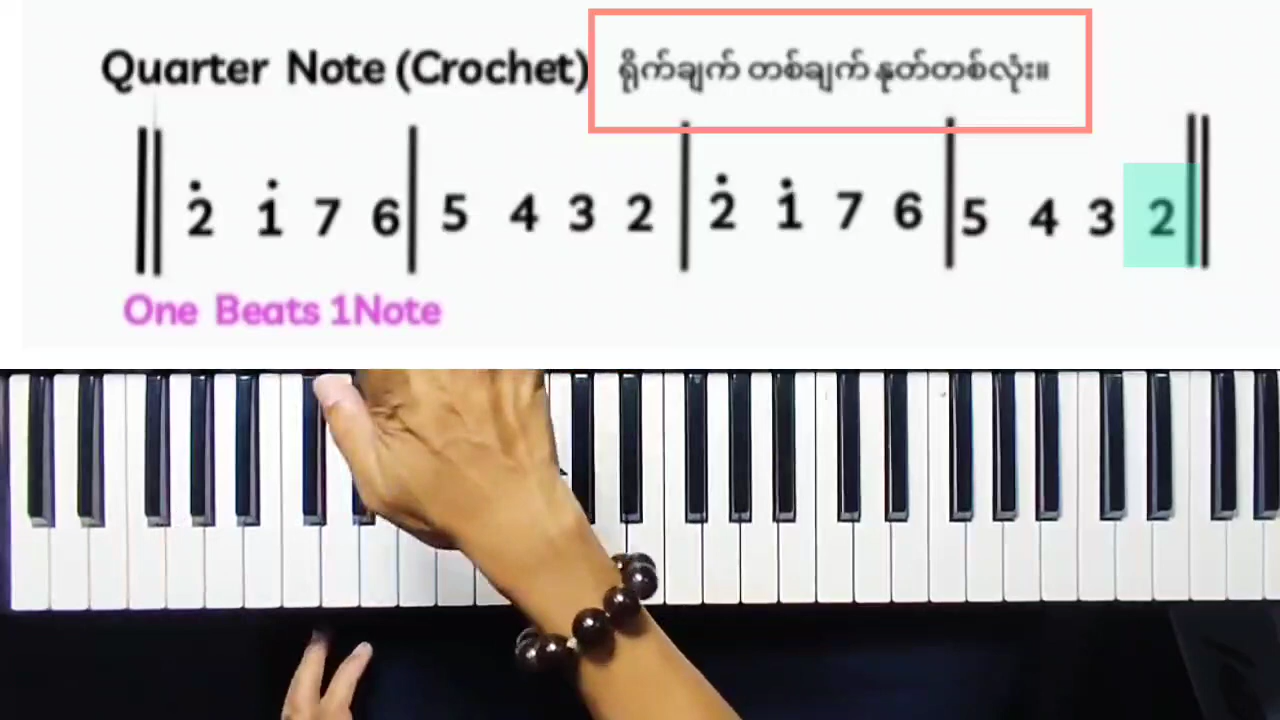 Quarter Note (Crochet) ရိုက်ချက် တစ်ချက် နုတ်တစ်လုံး။
2̇ 1̇ 7 6 | 5 4 3 2 | 2̇ 1̇ 7 6 | 5 4 3 2
One Beats 1Note